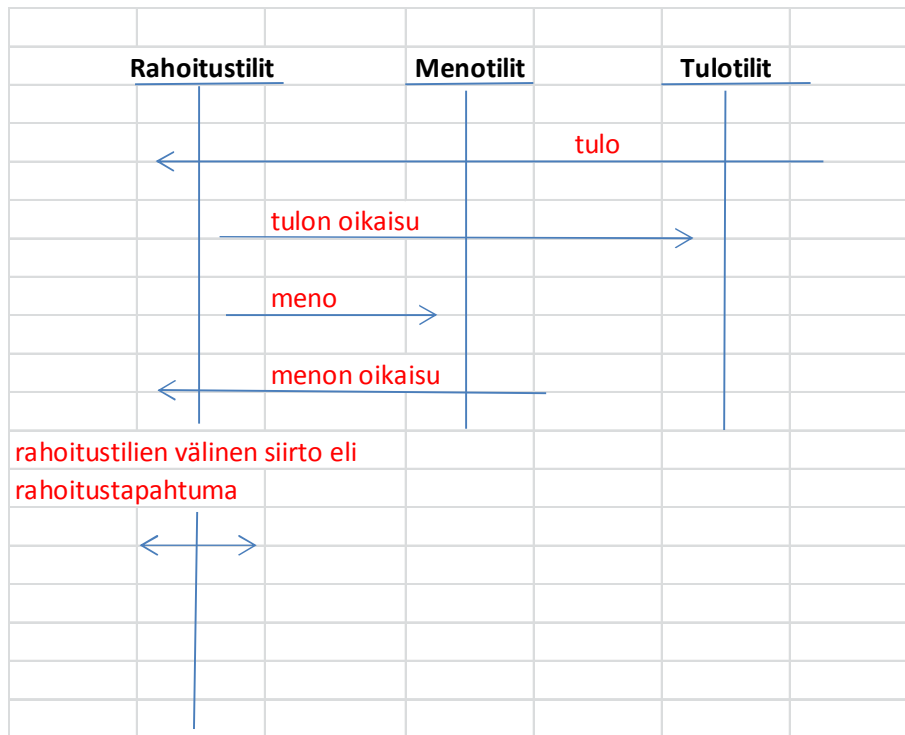 Rahoitustilit Menotilit Tulotilit
tulo
tulon oikaisu
meno
menon oikaisu
rahoitustilien välinen siirto eli
rahoitustapahtuma